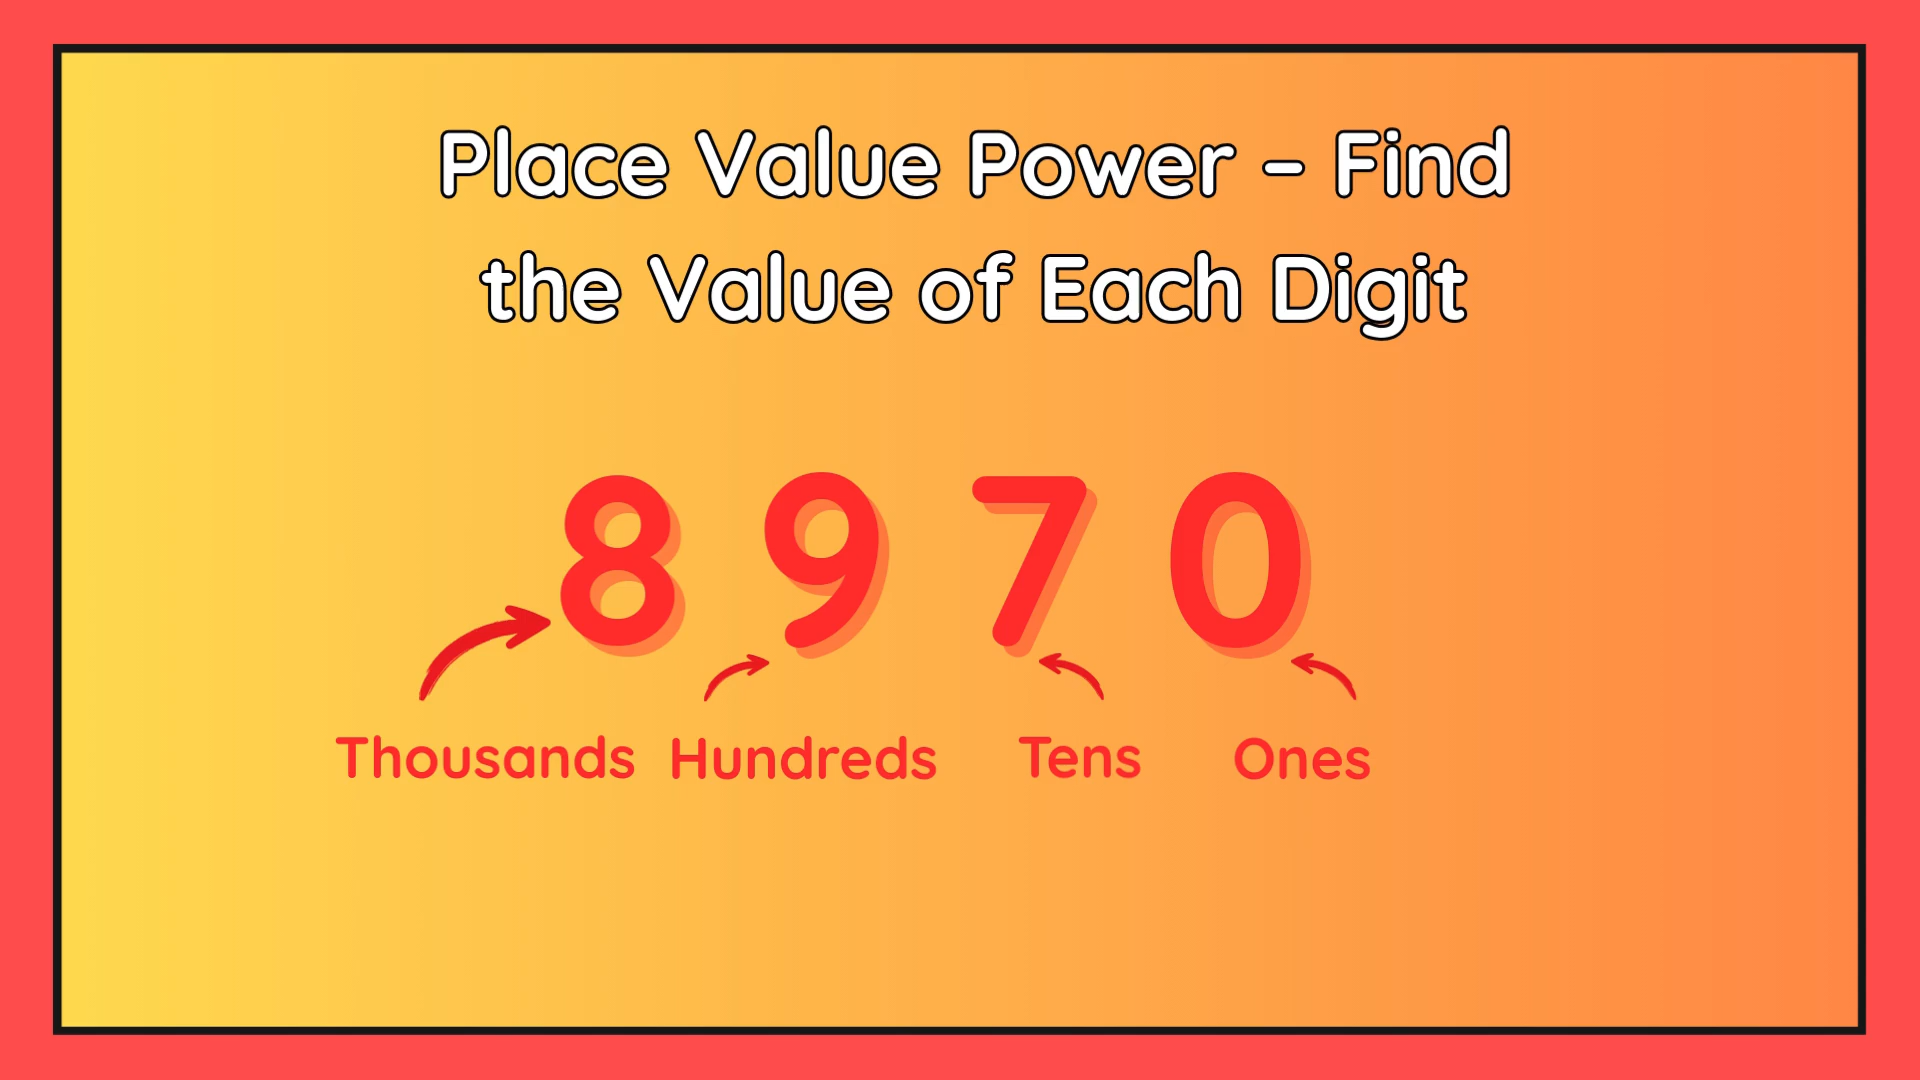 Place Value Power – Find
the Value of Each Digit
8 9 7 0
Thousands Hundreds Tens Ones